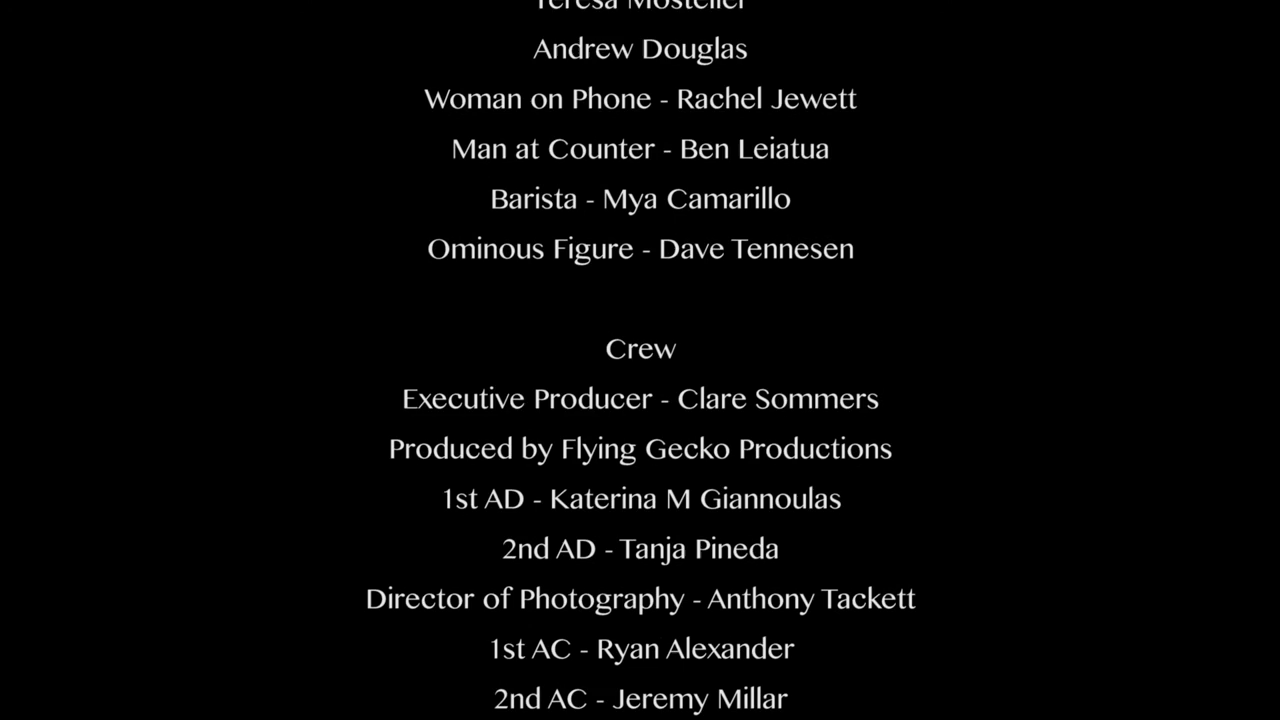 Teresa Mosteller
Andrew Douglas
Woman on Phone - Rachel Jewett
Man at Counter - Ben Leiatua
Barista - Mya Camarillo
Ominous Figure - Dave Tennesen
Crew
Executive Producer - Clare Sommers
Produced by Flying Gecko Productions
1st AD - Katerina M Giannoulas
2nd AD - Tanja Pineda
Director of Photography - Anthony Tackett
1st AC - Ryan Alexander
2nd AC - Jeremy Millar